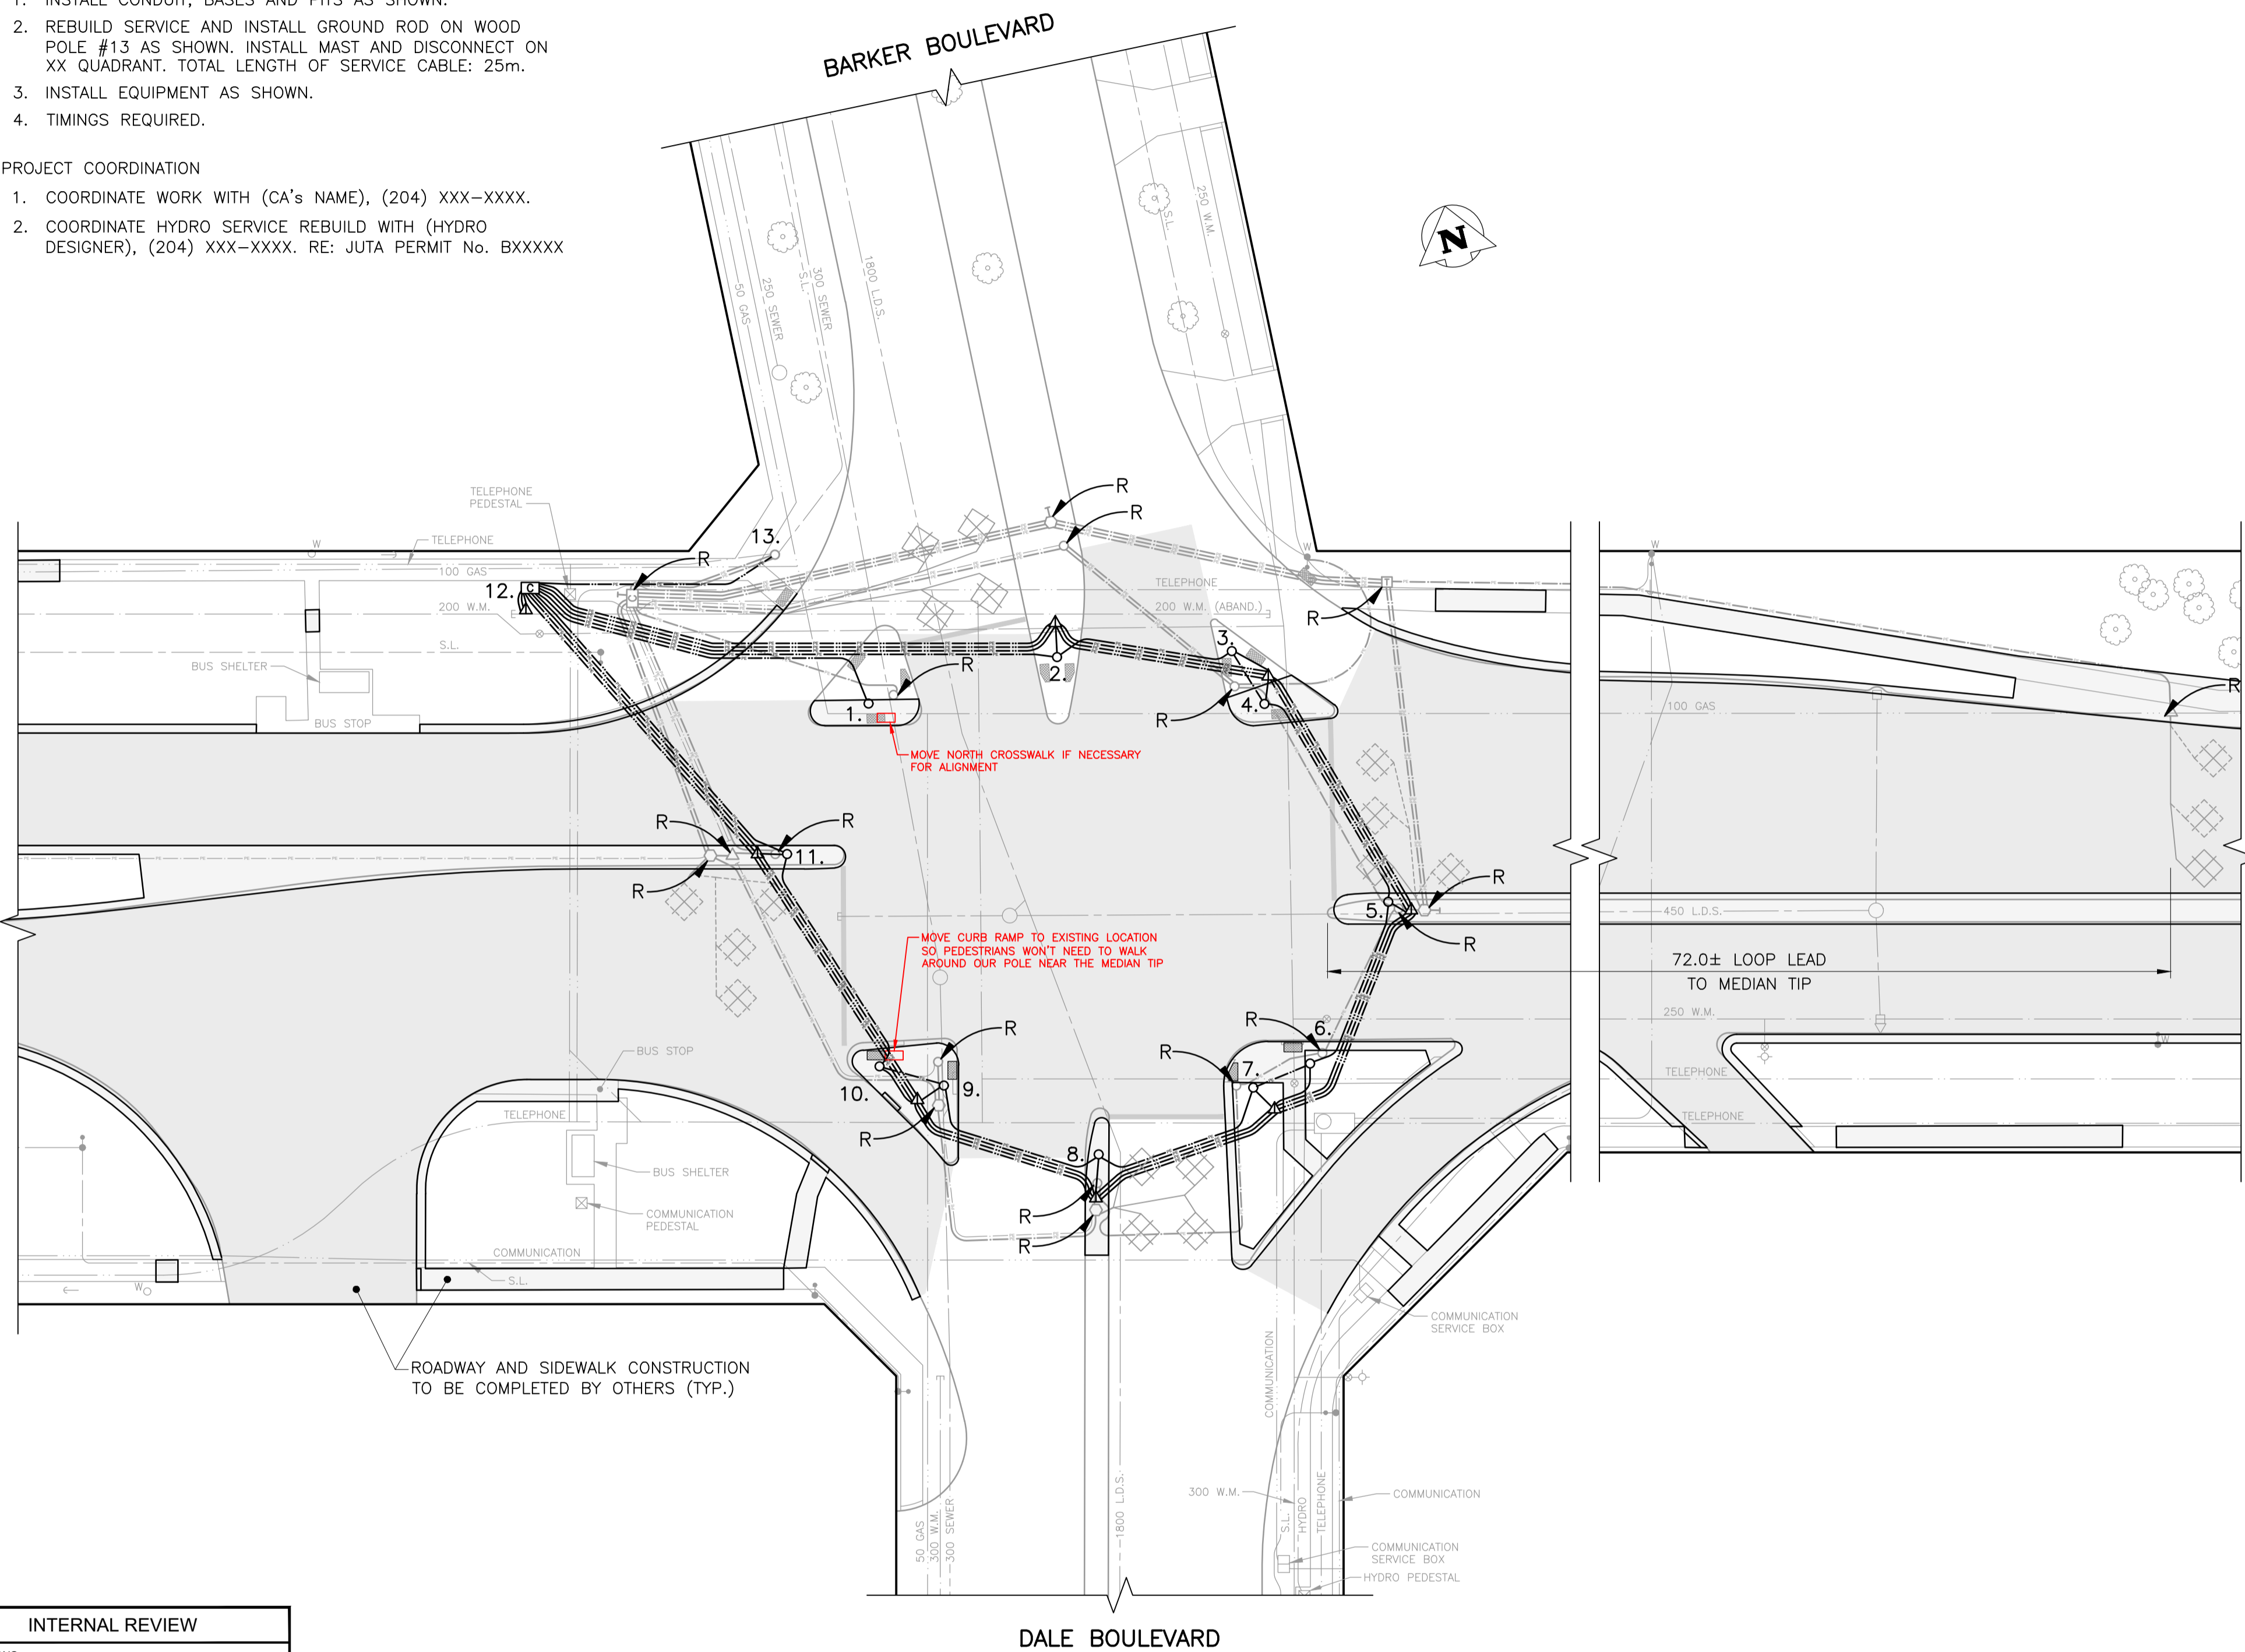 1. INSTALL CONDUIT, BASES AND PITS AS SHOWN.
2. REBUILD SERVICE AND INSTALL GROUND ROD ON WOOD
POLE #13 AS SHOWN. INSTALL MAST AND DISCONNECT ON
XX QUADRANT. TOTAL LENGTH OF SERVICE CABLE: 25m.
3. INSTALL EQUIPMENT AS SHOWN.
4. TIMINGS REQUIRED.
PROJECT COORDINATION
1. COORDINATE WORK WITH (CA's NAME), (204) XXX-XXXX.
2. COORDINATE HYDRO SERVICE REBUILD WITH (HYDRO
DESIGNER), (204) XXX-XXXX. RE: JUTA PERMIT No. BXXXXX
BARKER BOULEVARD
N
50 GAS
250 SEWER
S.L.
300 SEWER
1800 L.D.S.
S.L.
250 W.M.
TELEPHONE
PEDESTAL
R
R
W
TELEPHONE
13.
R
W
W
100 GAS
TELEPHONE
12.
C
C
T
200 W.M.
200 W.M. (ABAND.)
R
S.L.
3.
BUS SHELTER
R
2.
R
4.
R
1.
BUS STOP
100 GAS
MOVE NORTH CROSSWALK IF NECESSARY
FOR ALIGNMENT
R
R
11.
R
R
5.
450 L.D.S.
MOVE CURB RAMP TO EXISTING LOCATION
SO PEDESTRIANS WON'T NEED TO WALK
AROUND OUR POLE NEAR THE MEDIAN TIP
R
72.0± LOOP LEAD
TO MEDIAN TIP
250 W.M.
R
R
6.
W
BUS STOP
R
7.
TELEPHONE
10.
9.
TELEPHONE
TELEPHONE
R
8.
BUS SHELTER
COMMUNICATION
PEDESTAL
R
R
COMMUNICATION
S.L.
W
COMMUNICATION
SERVICE BOX
ROADWAY AND SIDEWALK CONSTRUCTION
TO BE COMPLETED BY OTHERS (TYP.)
COMMUNICATION
300 W.M.
COMMUNICATION
50 GAS
300 W.M.
300 SEWER
1800 L.D.S.
S.L.
HYDRO
TELEPHONE
COMMUNICATION
SERVICE BOX
HYDRO PEDESTAL
INTERNAL REVIEW
DALE BOULEVARD